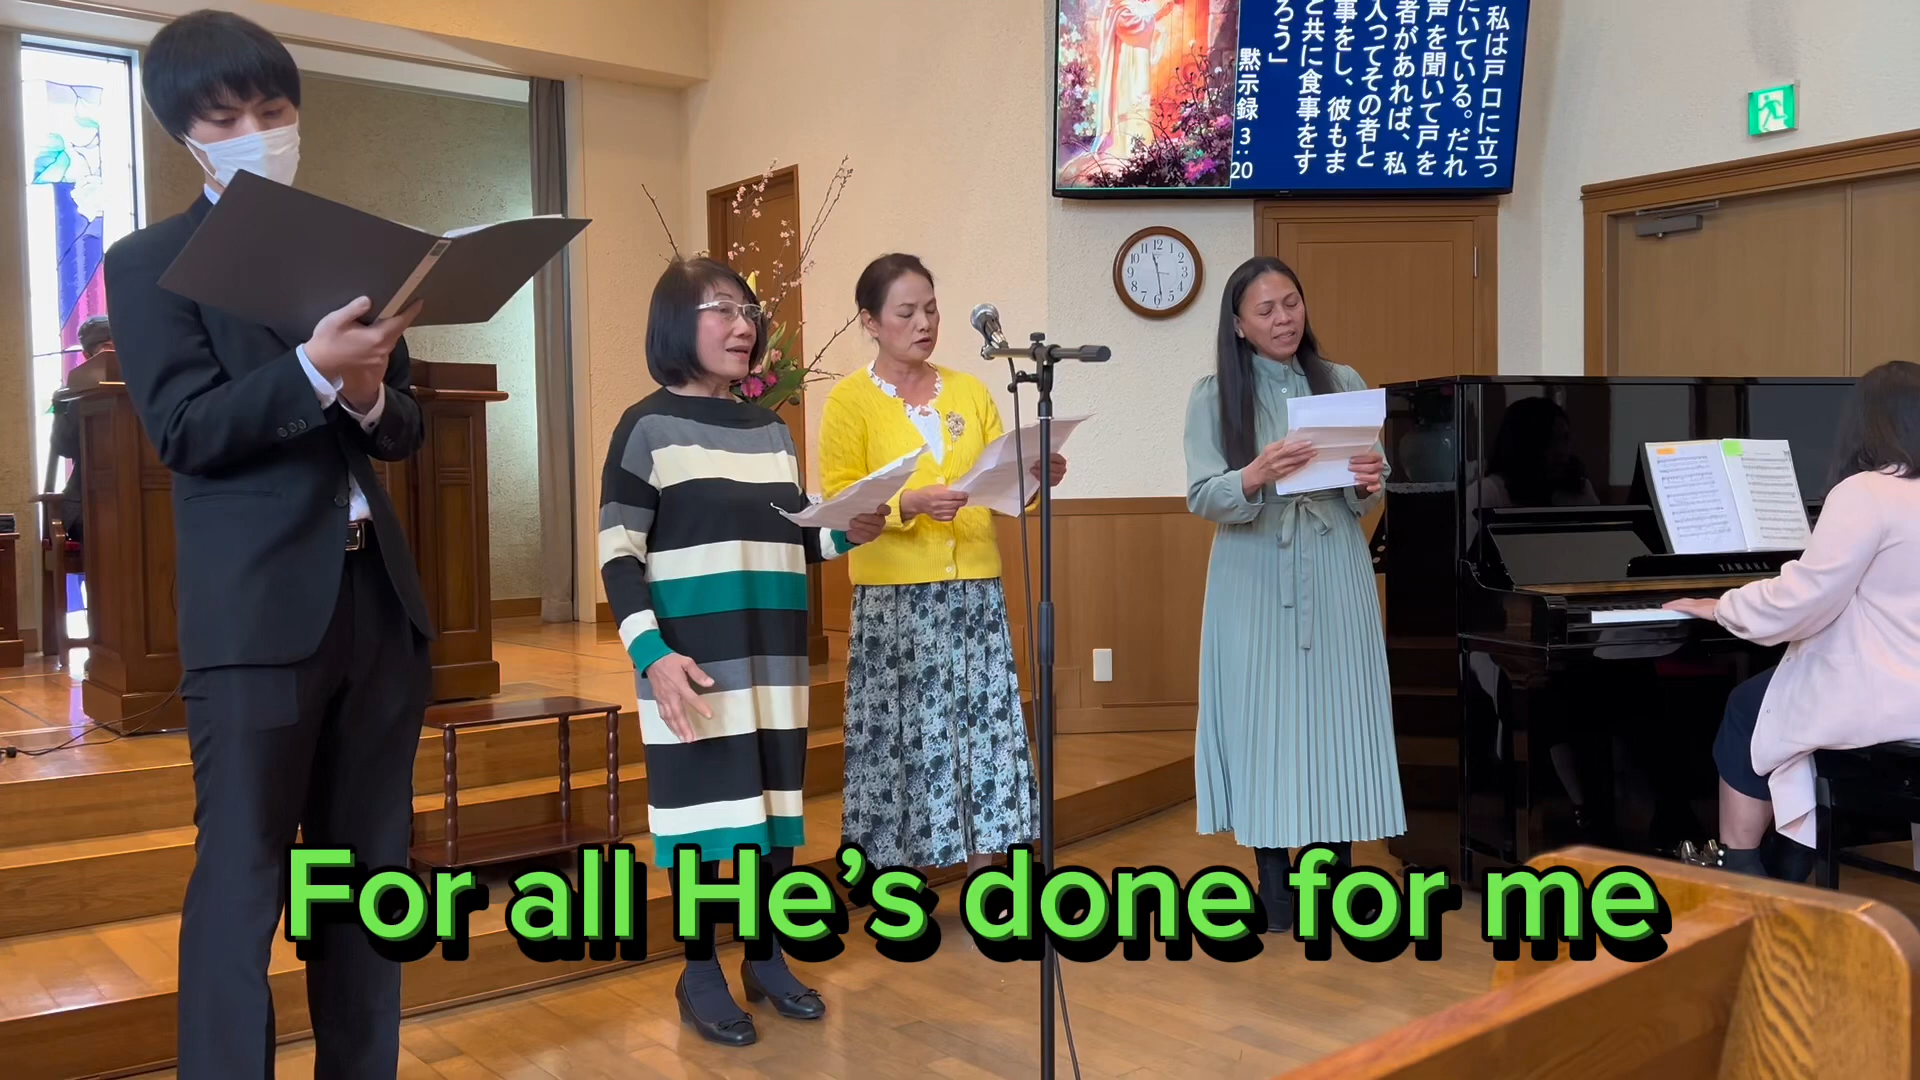 私は戸口に立っ
たいている。だれ
声を聞いて戸を
者があれば、私
入ってその者と
事をし、彼もま
と共に食事をす
ろう」
黙示録 3:20
YAMAHA
For all He’s done for me